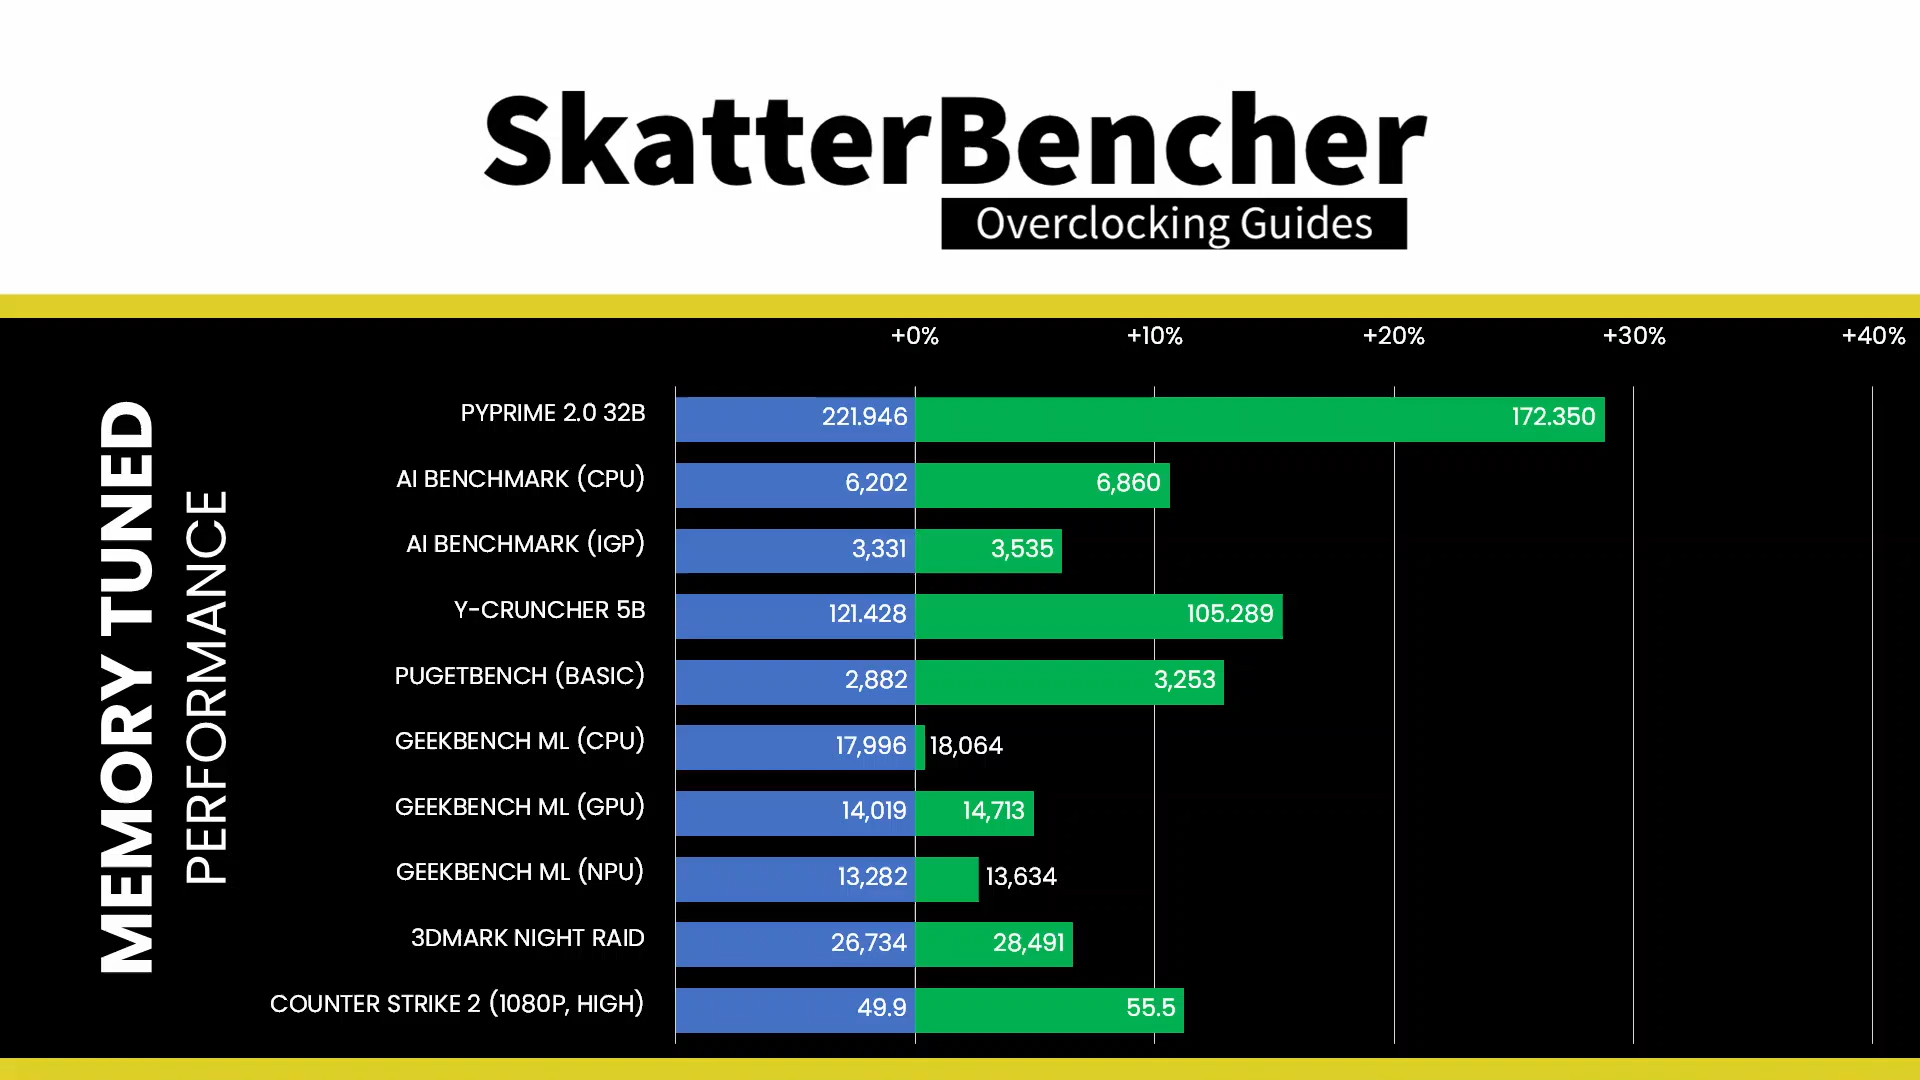 SkatterBencher
Overclocking Guides
+0% +10% +20% +30% +40%
MEMORY TUNED
PERFORMANCE
PYPRIME 2.0 32B 221.946 172.350
AI BENCHMARK (CPU) 6,202 6,860
AI BENCHMARK (IGP) 3,331 3,535
Y-CRUNCHER 5B 121.428 105.289
PUGETBENCH (BASIC) 2,882 3,253
GEEKBENCH ML (CPU) 17,996 18,064
GEEKBENCH ML (GPU) 14,019 14,713
GEEKBENCH ML (NPU) 13,282 13,634
3DMARK NIGHT RAID 26,734 28,491
COUNTER STRIKE 2 (1080P, HIGH) 49.9 55.5